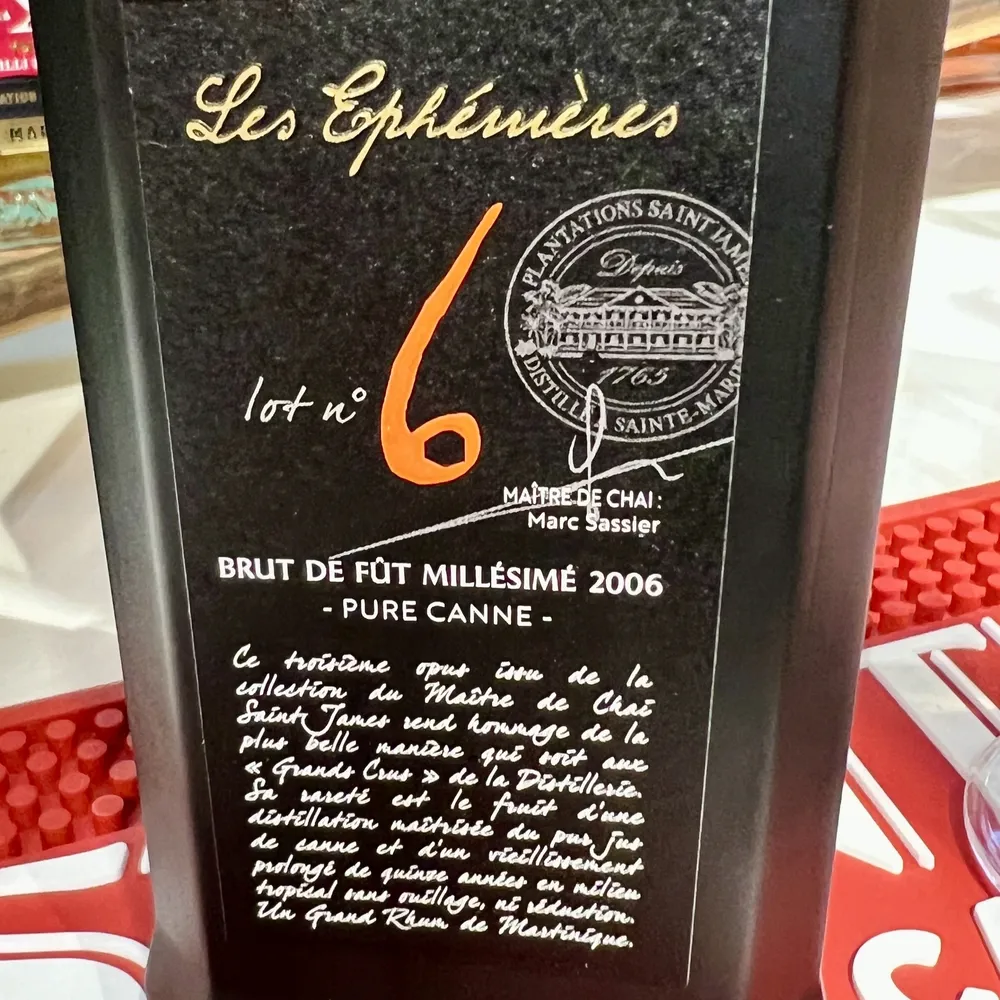 Les Ephémères
PLANTATIONS SAINT JAMES
Depuis
1765
SAINTE-MARIE
lot n° 6
MAÎTRE DE CHAI :
Marc Sassier
BRUT DE FÛT MILLÉSIMÉ 2006
- PURE CANNE -
Ce troisième opus issu de la
collection du Maître de Chai
Saint James rend hommage de la
plus belle manière qui soit aux
« Grands Crus » de la Distillerie.
Sa rareté est le fruit d'une
distillation maîtrisée du pur jus
de canne et d'un vieillissement
prolongé de quinze années en milieu
tropical sans ouillage, ni réduction.
Un Grand Rhum de Martinique.